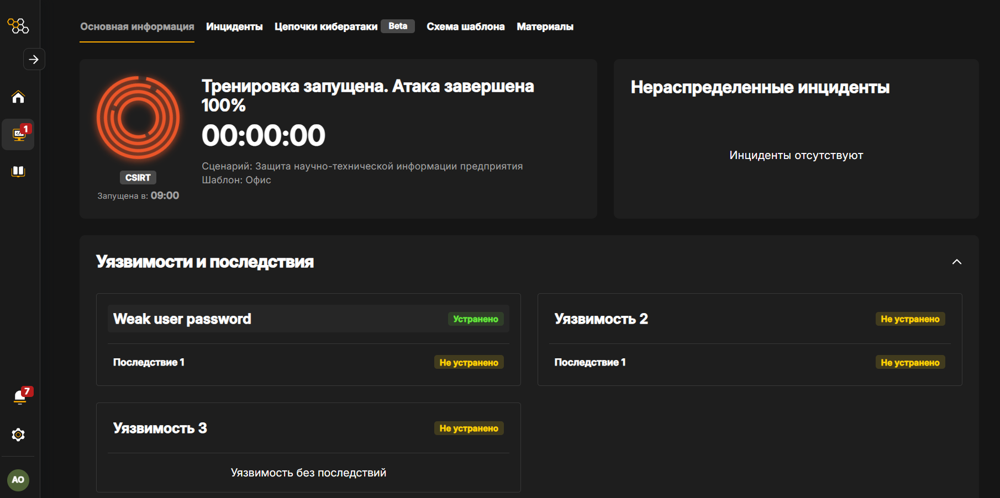 Основная информация
Инциденты
Цепочки кибератаки
Beta
Схема шаблона
Материалы
1
7
AO
Тренировка запущена. Атака завершена
100%
00:00:00
Сценарий: Защита научно-технической информации предприятия
Шаблон: Офис
CSIRT
Запущена в: 09:00
Нераспределенные инциденты
Инциденты отсутствуют
Уязвимости и последствия
Weak user password
Устранено
Последствие 1
Не устранено
Уязвимость 2
Не устранено
Последствие 1
Не устранено
Уязвимость 3
Не устранено
Уязвимость без последствий